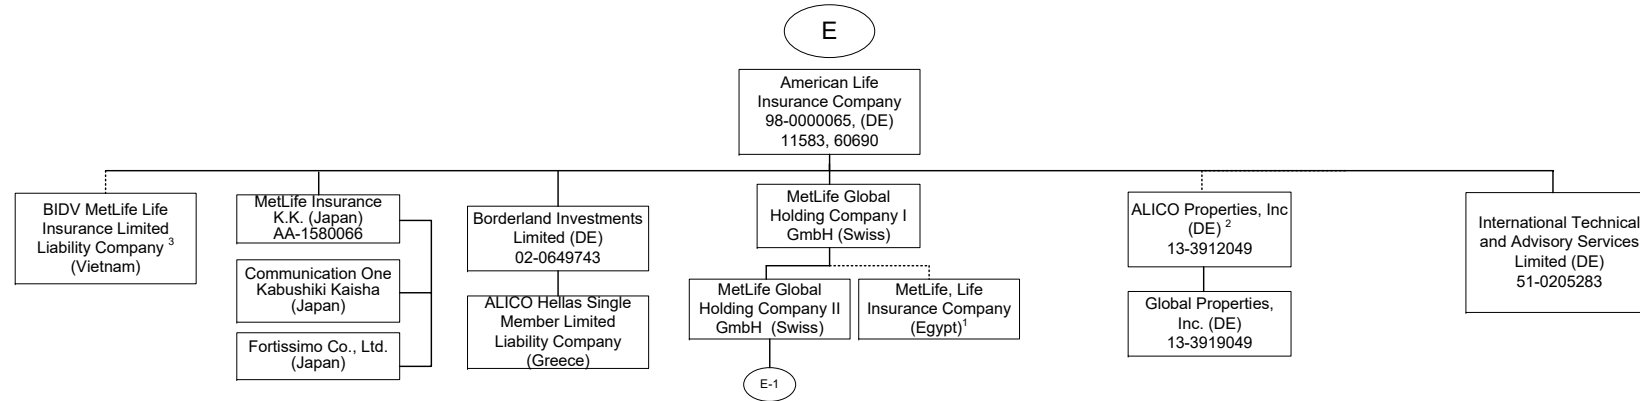 E
American Life
Insurance Company
98-0000065, (DE)
11583, 60690
BIDV MetLife Life
Insurance Limited
Liability Company 3
(Vietnam)
MetLife Insurance
K.K. (Japan)
AA-1580066
Communication One
Kabushiki Kaisha
(Japan)
Fortissimo Co., Ltd.
(Japan)
Borderland Investments
Limited (DE)
02-0649743
ALICO Hellas Single
Member Limited
Liability Company
(Greece)
MetLife Global
Holding Company I
GmbH (Swiss)
MetLife Global
Holding Company II
GmbH (Swiss)
E-1
MetLife, Life
Insurance Company
(Egypt)1
ALICO Properties, Inc
(DE) 2
13-3912049
Global Properties,
Inc. (DE)
13-3919049
International Technical
and Advisory Services
Limited (DE)
51-0205283